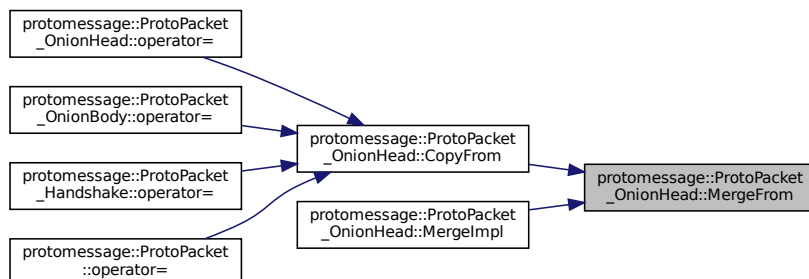 protomessage::ProtoPacket
_OnionHead::operator=
protomessage::ProtoPacket
_OnionBody::operator=
protomessage::ProtoPacket
_Handshake::operator=
protomessage::ProtoPacket
::operator=
protomessage::ProtoPacket
_OnionHead::CopyFrom
protomessage::ProtoPacket
_OnionHead::MergeImpl
protomessage::ProtoPacket
_OnionHead::MergeFrom